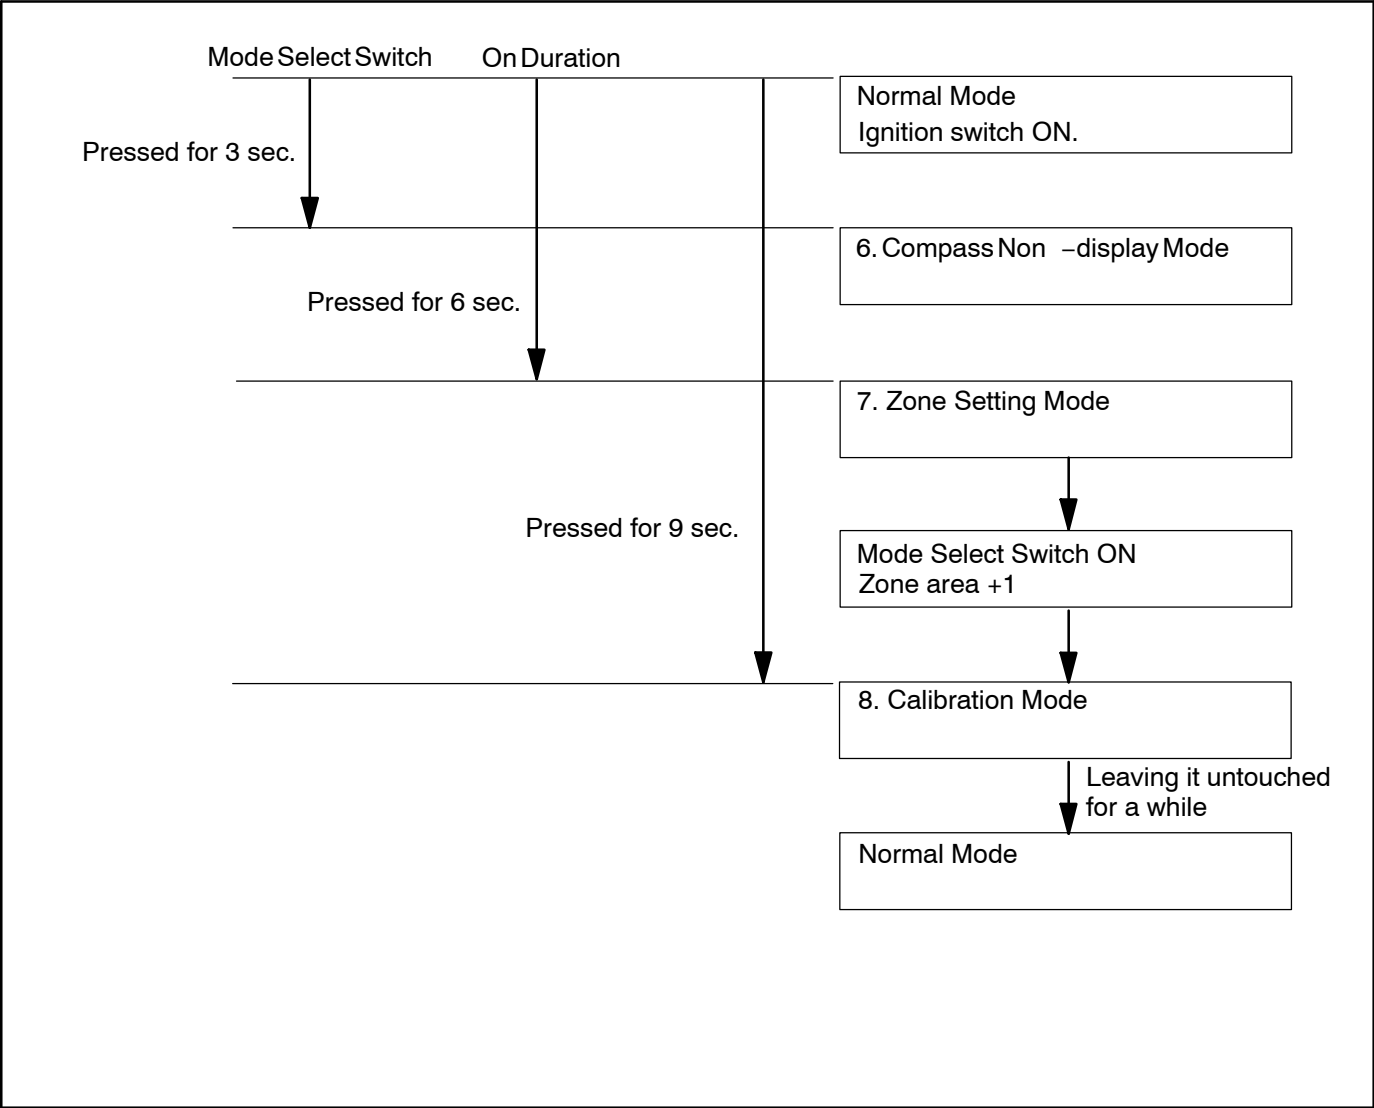 Mode Select Switch On Duration
Normal Mode
Ignition switch ON.
Pressed for 3 sec.
6. Compass Non –display Mode
Pressed for 6 sec.
7. Zone Setting Mode
Pressed for 9 sec.
Mode Select Switch ON
Zone area +1
8. Calibration Mode
Leaving it untouched
for a while
Normal Mode